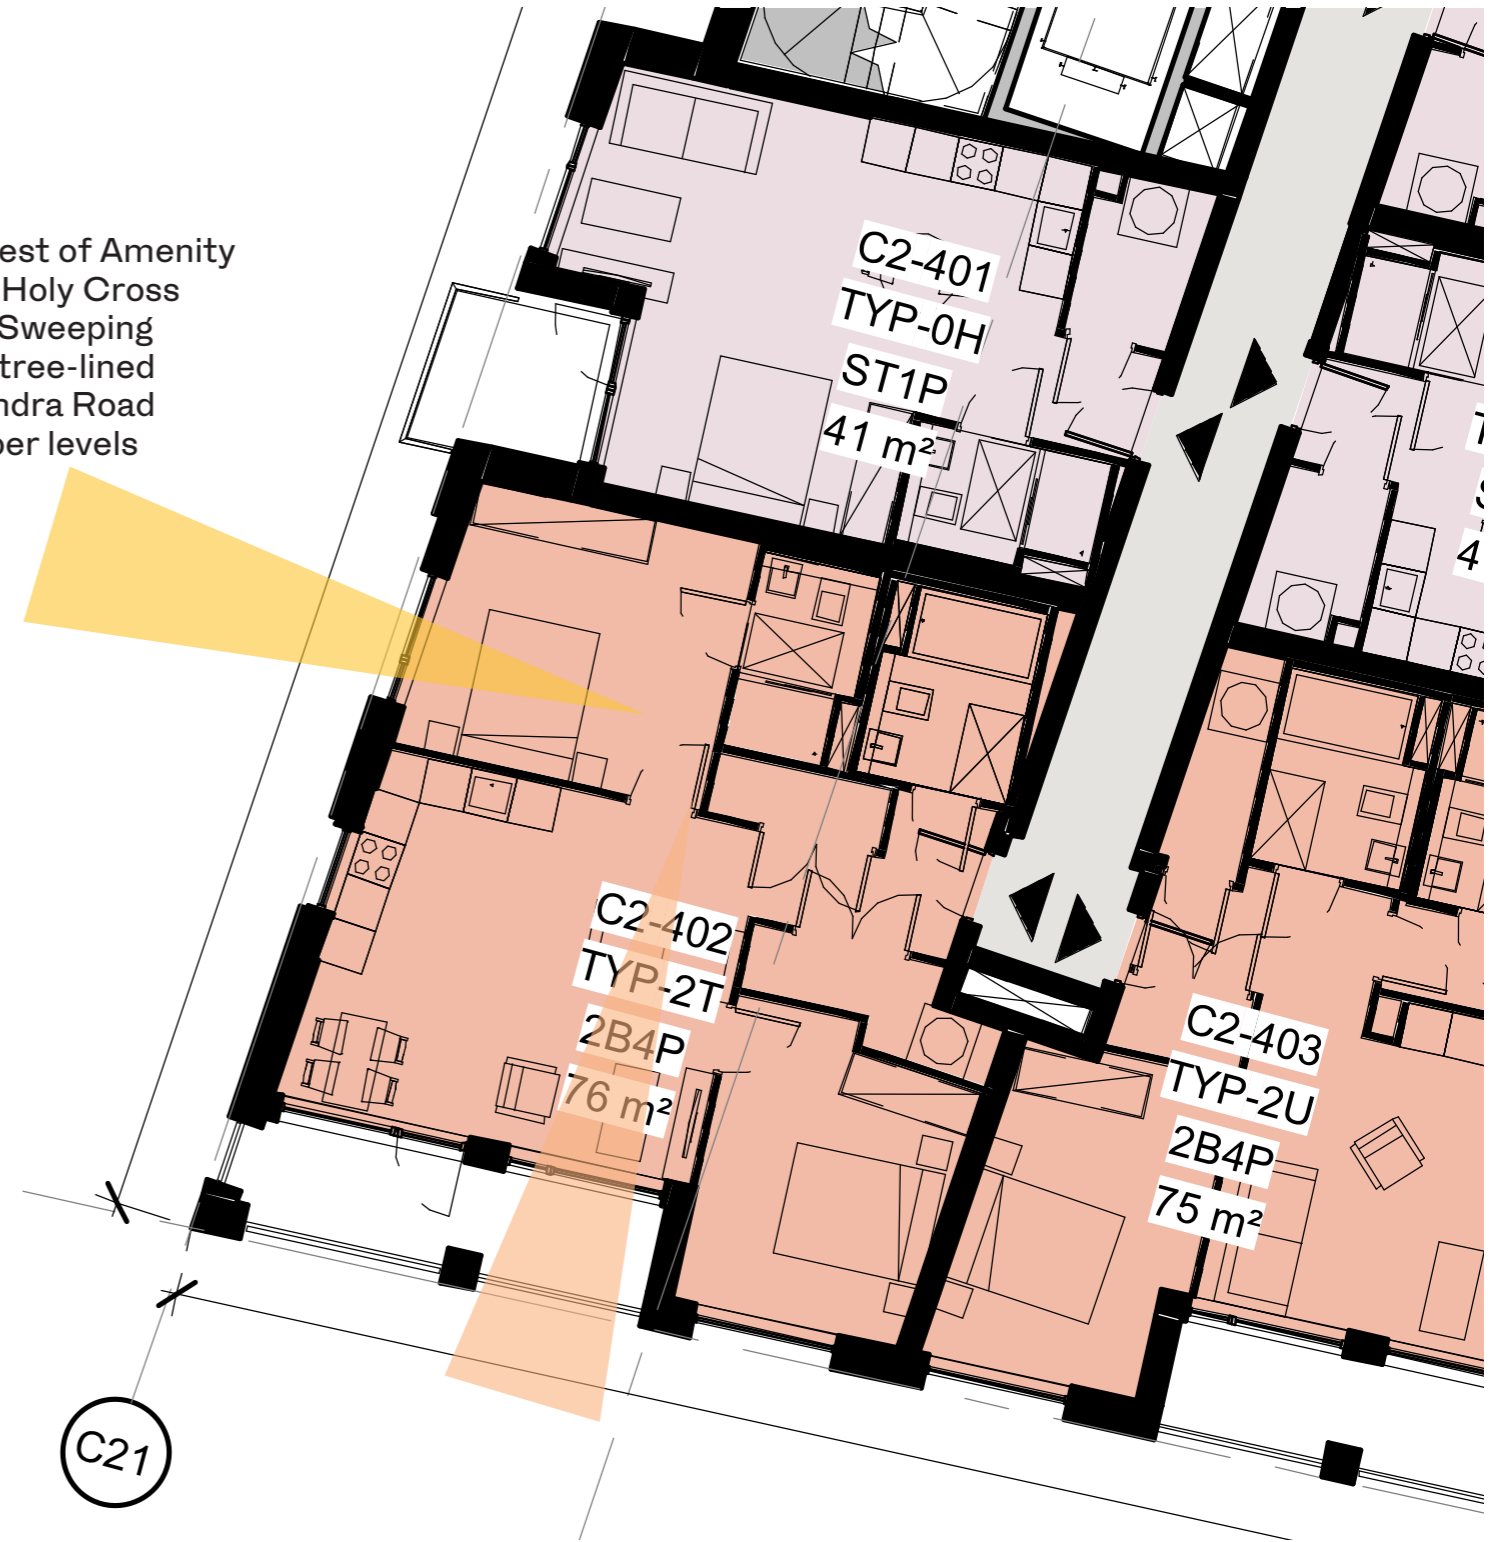 est of Amenity
Holy Cross
Sweeping
tree-lined
ndra Road
per levels
C2-401
TYP-0H
ST1P
41 m²
C2-402
TYP-2T
2B4P
76 m²
C2-403
TYP-2U
2B4P
75 m²
4
C21